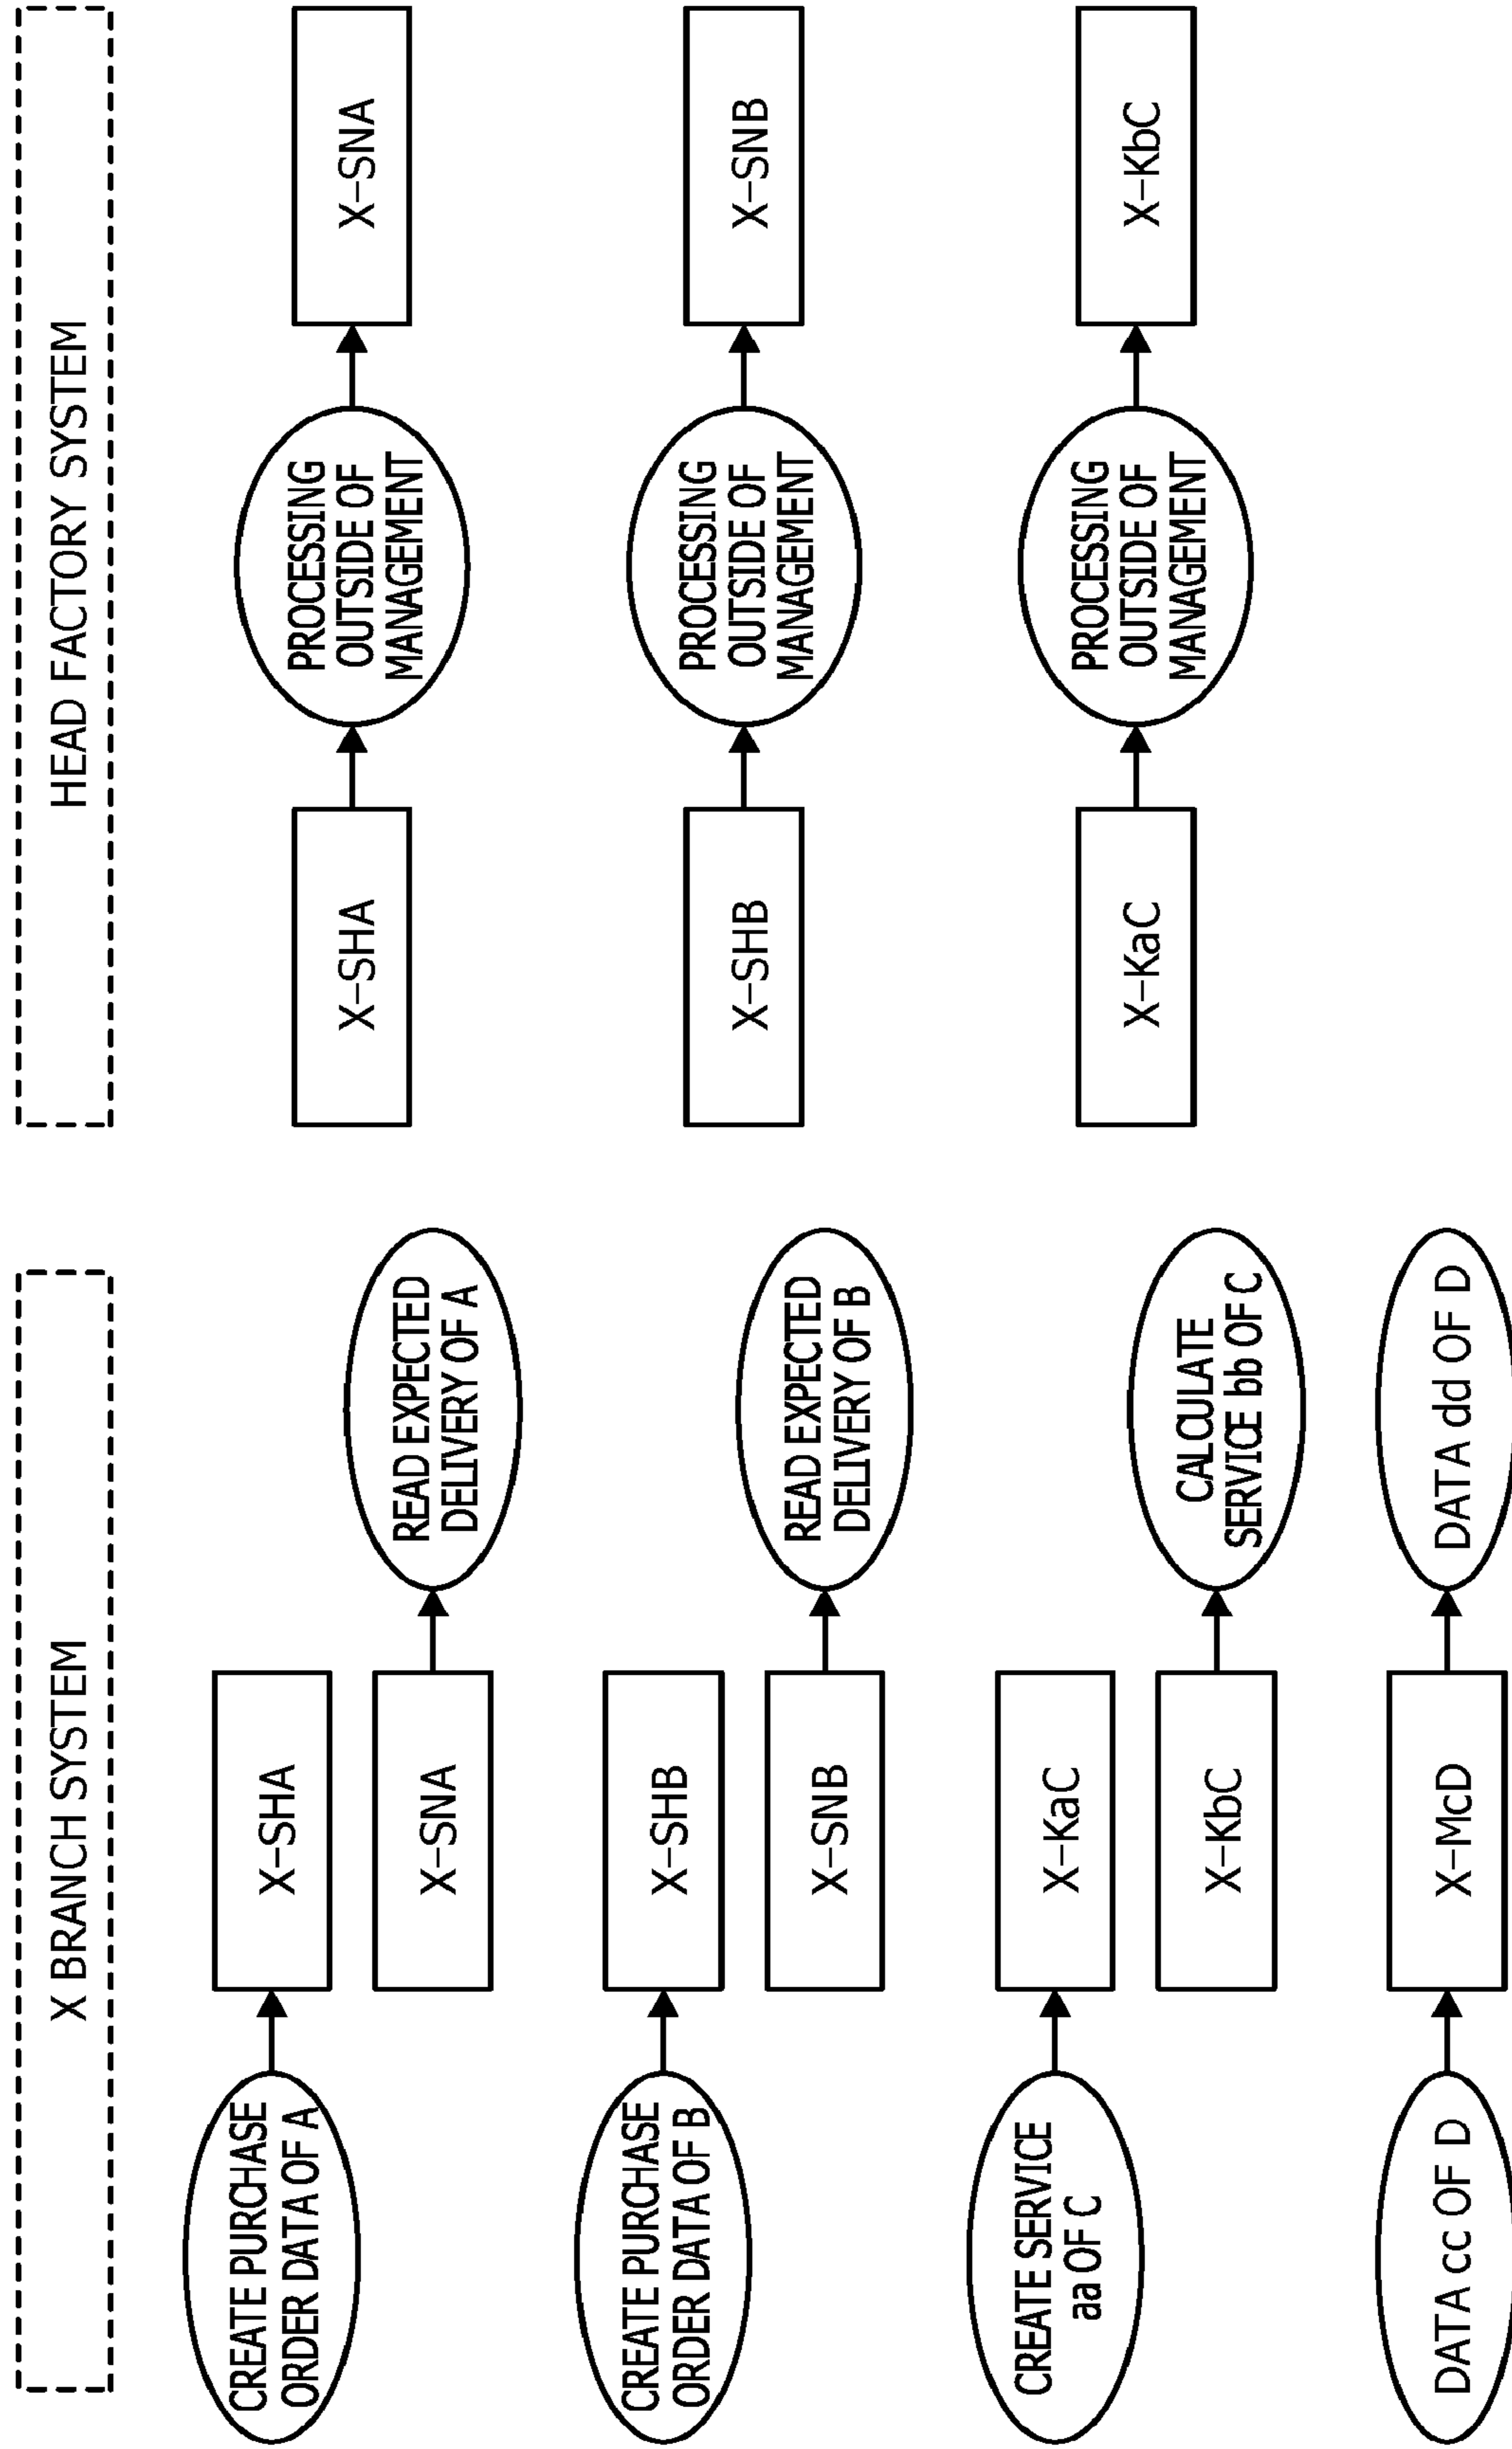 X BRANCH SYSTEM
HEAD FACTORY SYSTEM
CREATE PURCHASE
ORDER DATA OF A
X-SHA
X-SNA
READ EXPECTED
DELIVERY OF A
X-SHA
PROCESSING
OUTSIDE OF
MANAGEMENT
X-SNA
CREATE PURCHASE
ORDER DATA OF B
X-SHB
X-SNB
READ EXPECTED
DELIVERY OF B
X-SHB
PROCESSING
OUTSIDE OF
MANAGEMENT
X-SNB
CREATE SERVICE
aa OF C
X-KaC
X-KbC
CALCULATE
SERVICE bb OF C
X-KaC
PROCESSING
OUTSIDE OF
MANAGEMENT
X-KbC
DATA cc OF D
X-McD
DATA dd OF D